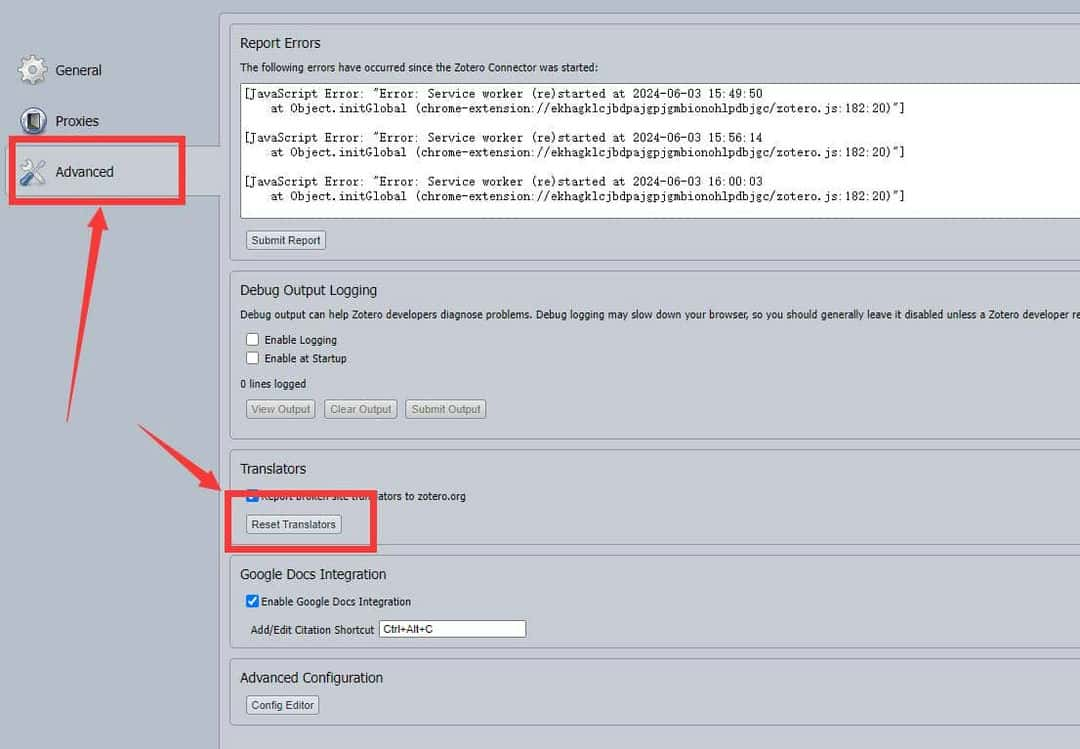 General
Proxies
Advanced
Report Errors
The following errors have occurred since the Zotero Connector was started:
[JavaScript Error: "Error: Service worker (re)started at 2024-06-03 15:49:50
at Object.initGlobal (chrome-extension://ekhagklcjbdpajgpjgmbionohlpdbjgc/zotero.js:182:20)"]
[JavaScript Error: "Error: Service worker (re)started at 2024-06-03 15:56:14
at Object.initGlobal (chrome-extension://ekhagklcjbdpajgpjgmbionohlpdbjgc/zotero.js:182:20)"]
[JavaScript Error: "Error: Service worker (re)started at 2024-06-03 16:00:03
at Object.initGlobal (chrome-extension://ekhagklcjbdpajgpjgmbionohlpdbjgc/zotero.js:182:20)"]
Submit Report
Debug Output Logging
Debug output can help Zotero developers diagnose problems. Debug logging may slow down your browser, so you should generally leave it disabled unless a Zotero developer re
Enable Logging
Enable at Startup
0 lines logged
View Output Clear Output Submit Output
Translators
Report broken site translators to zotero.org
Reset Translators
Google Docs Integration
Enable Google Docs Integration
Add/Edit Citation Shortcut Ctrl+Alt+C
Advanced Configuration
Config Editor